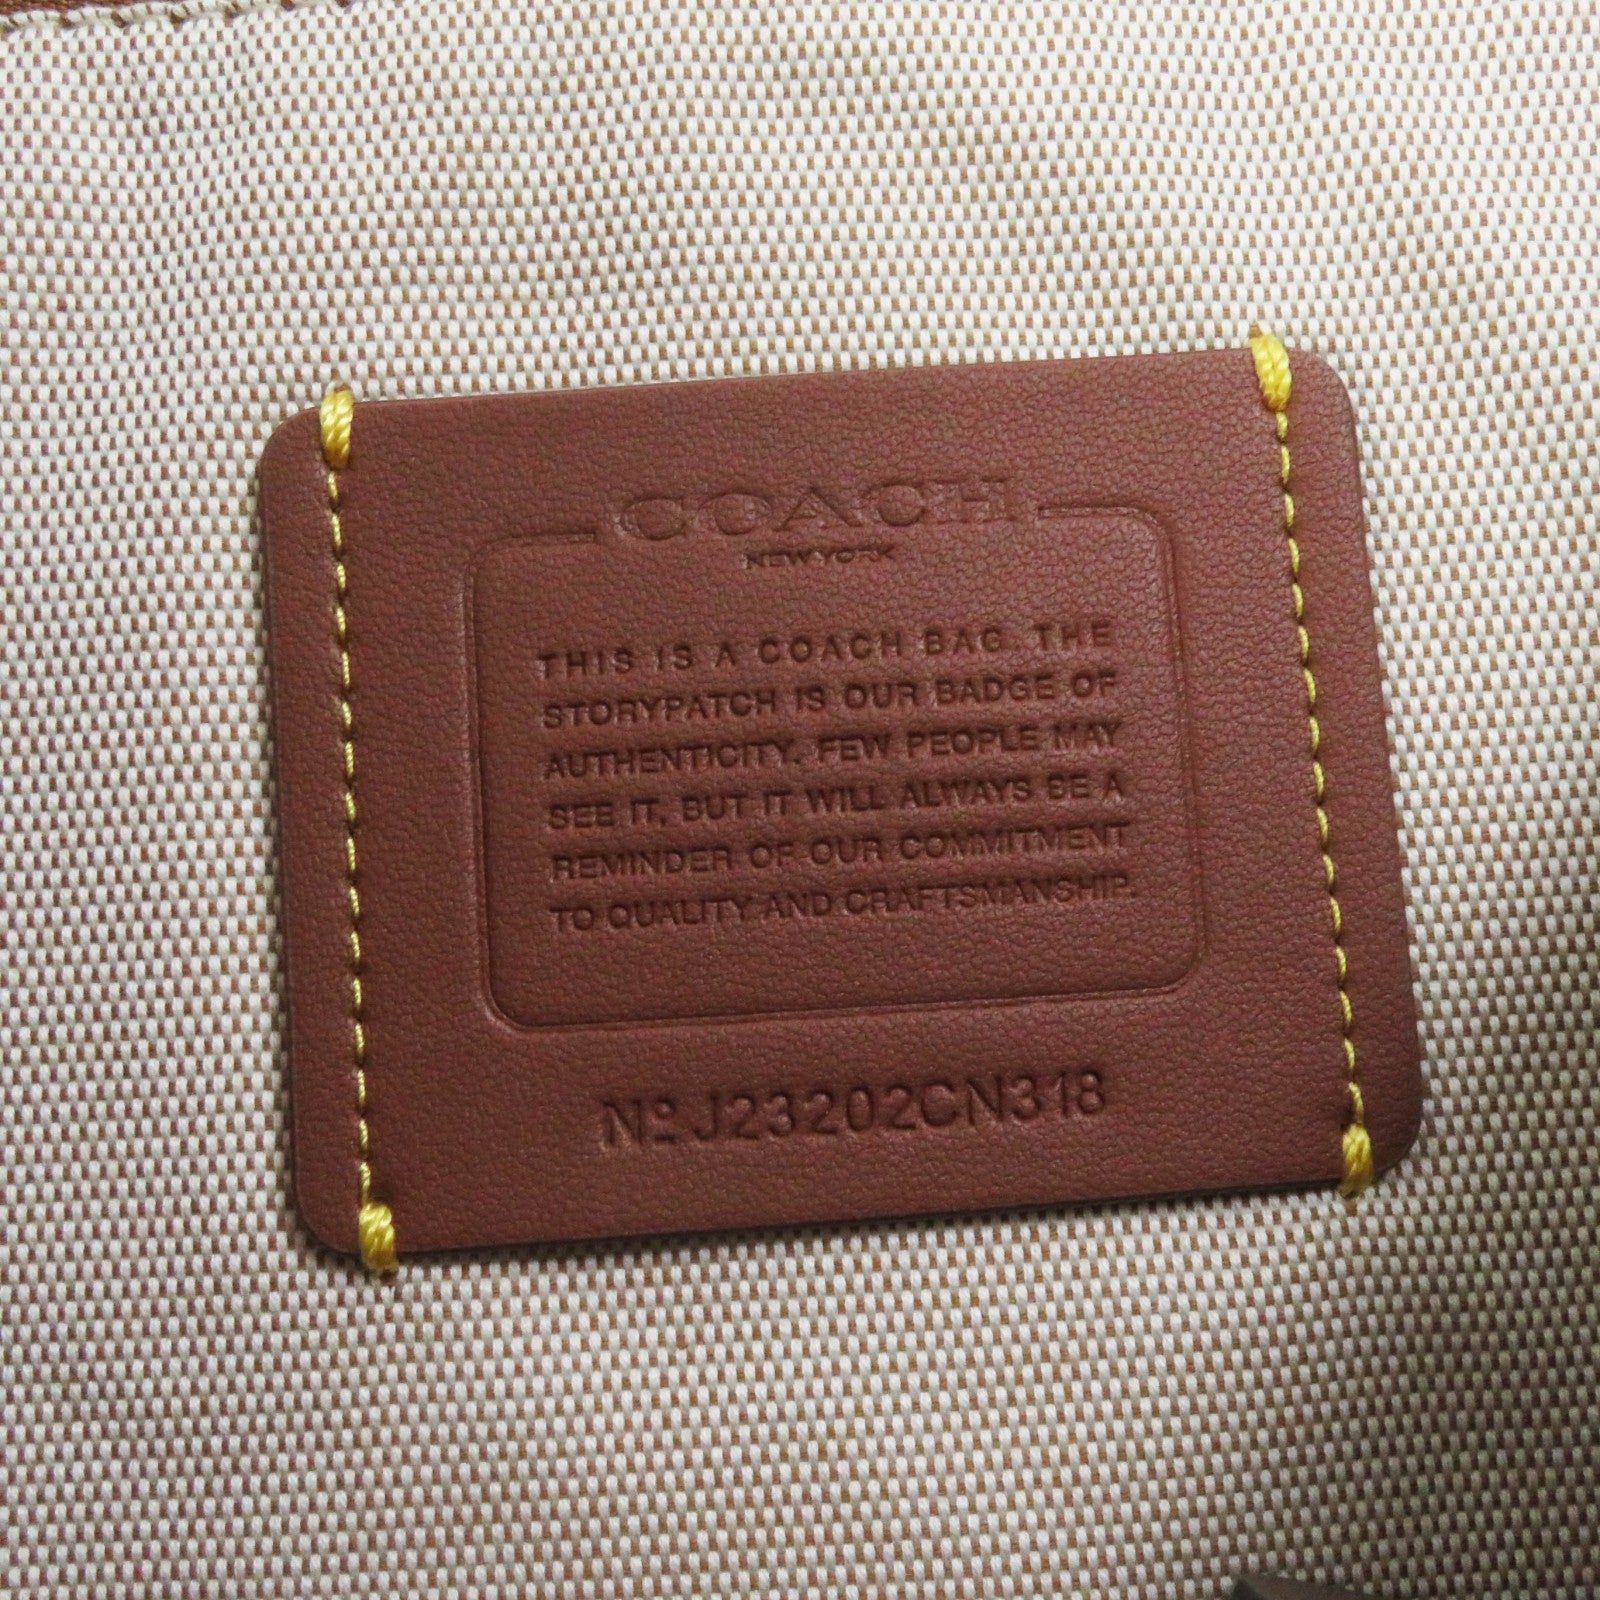 COACH
NEW YORK
THIS IS A COACH BAG. THE
STORYPATCH IS OUR BADGE OF
AUTHENTICITY. FEW PEOPLE MAY
SEE IT, BUT IT WILL ALWAYS BE A
REMINDER OF OUR COMMITMENT
TO QUALITY AND CRAFTSMANSHIP.
Nº J23202CN318